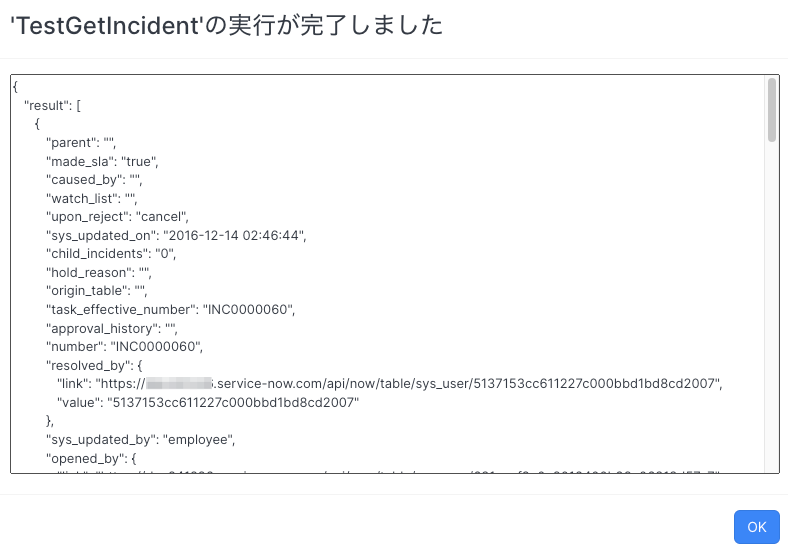 'TestGetIncident'の実行が完了しました
{
"result": [
{
"parent": "",
"made_sla": "true",
"caused_by": "",
"watch_list": "",
"upon_reject": "cancel",
"sys_updated_on": "2016-12-14 02:46:44",
"child_incidents": "0",
"hold_reason": "",
"origin_table": "",
"task_effective_number": "INC0000060",
"approval_history": "",
"number": "INC0000060",
"resolved_by": {
"link": "https:// .service-now.com/api/now/table/sys_user/5137153cc611227c000bbd1bd8cd2007",
"value": "5137153cc611227c000bbd1bd8cd2007"
},
"sys_updated_by": "employee",
"opened_by": {
OK